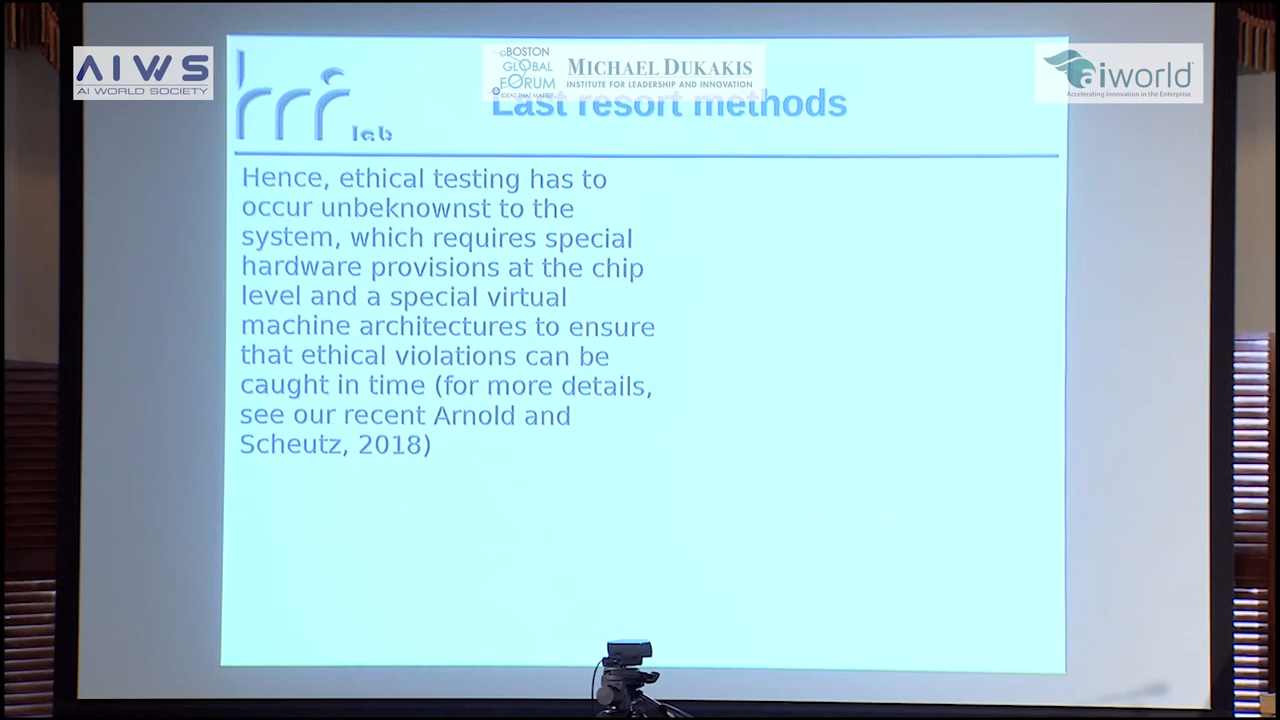 AIWS
AI WORLD SOCIETY
BOSTON
GLOBAL
FORUM
IDEAS THAT MATTER
MICHAEL DUKAKIS
INSTITUTE FOR LEADERSHIP AND INNOVATION
aiworld
Accelerating Innovation in the Enterprise
hri lab
Last resort methods
Hence, ethical testing has to
occur unbeknownst to the
system, which requires special
hardware provisions at the chip
level and a special virtual
machine architectures to ensure
that ethical violations can be
caught in time (for more details,
see our recent Arnold and
Scheutz, 2018)